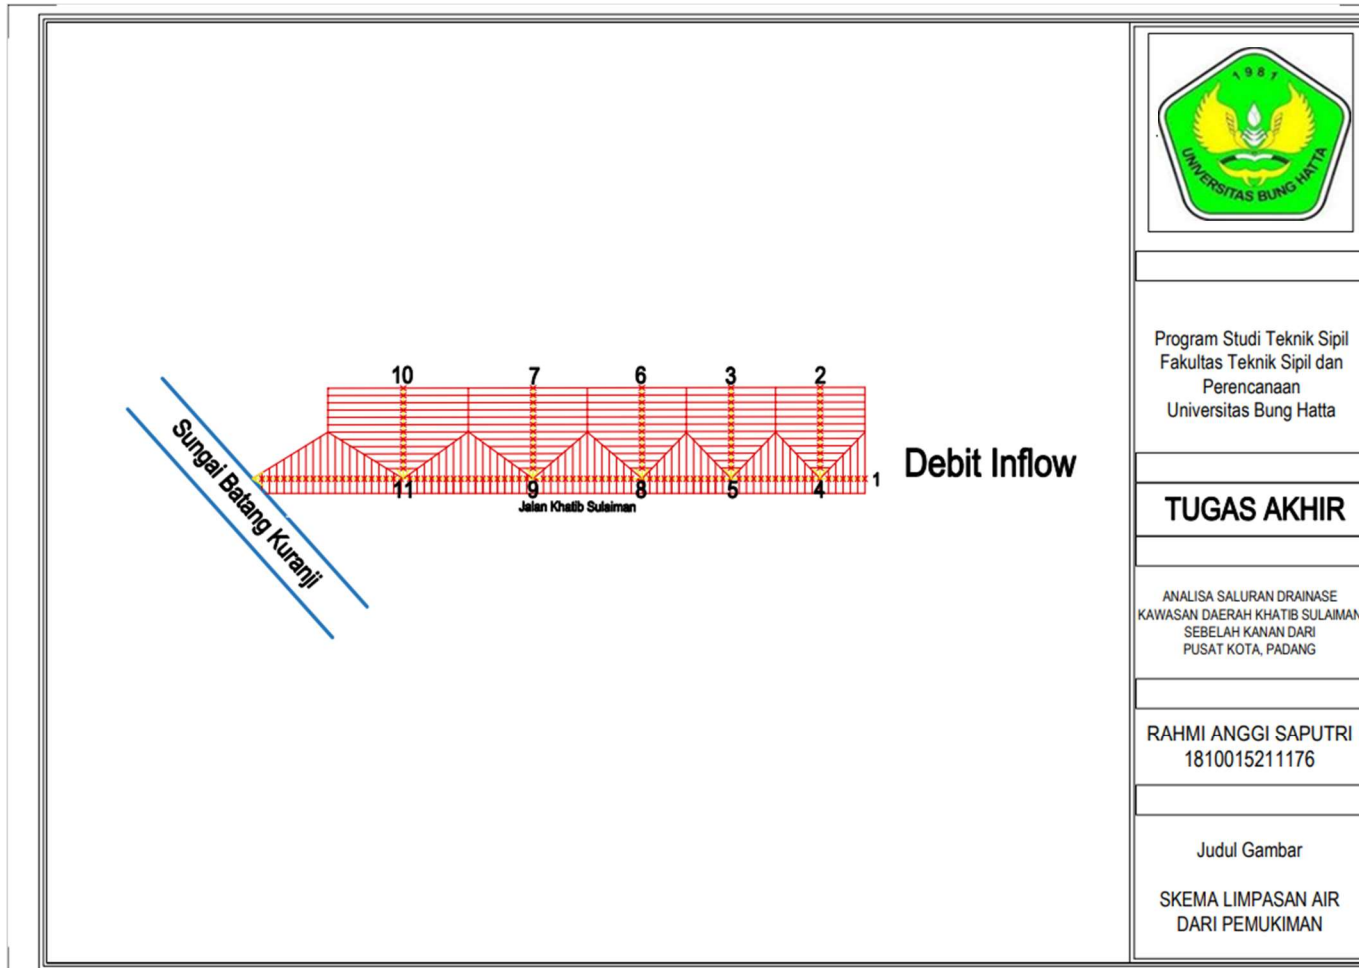 10 7 6 3 2
11 9 8 5 4 1
Jalan Khatib Sulaiman
Sungai Batang Kuranji
Debit Inflow
1981
UNIVERSITAS BUNG HATTA
Program Studi Teknik Sipil
Fakultas Teknik Sipil dan
Perencanaan
Universitas Bung Hatta
TUGAS AKHIR
ANALISA SALURAN DRAINASE
KAWASAN DAERAH KHATIB SULAIMAN
SEBELAH KANAN DARI
PUSAT KOTA, PADANG
RAHMI ANGGI SAPUTRI
1810015211176
Judul Gambar
SKEMA LIMPASAN AIR
DARI PEMUKIMAN